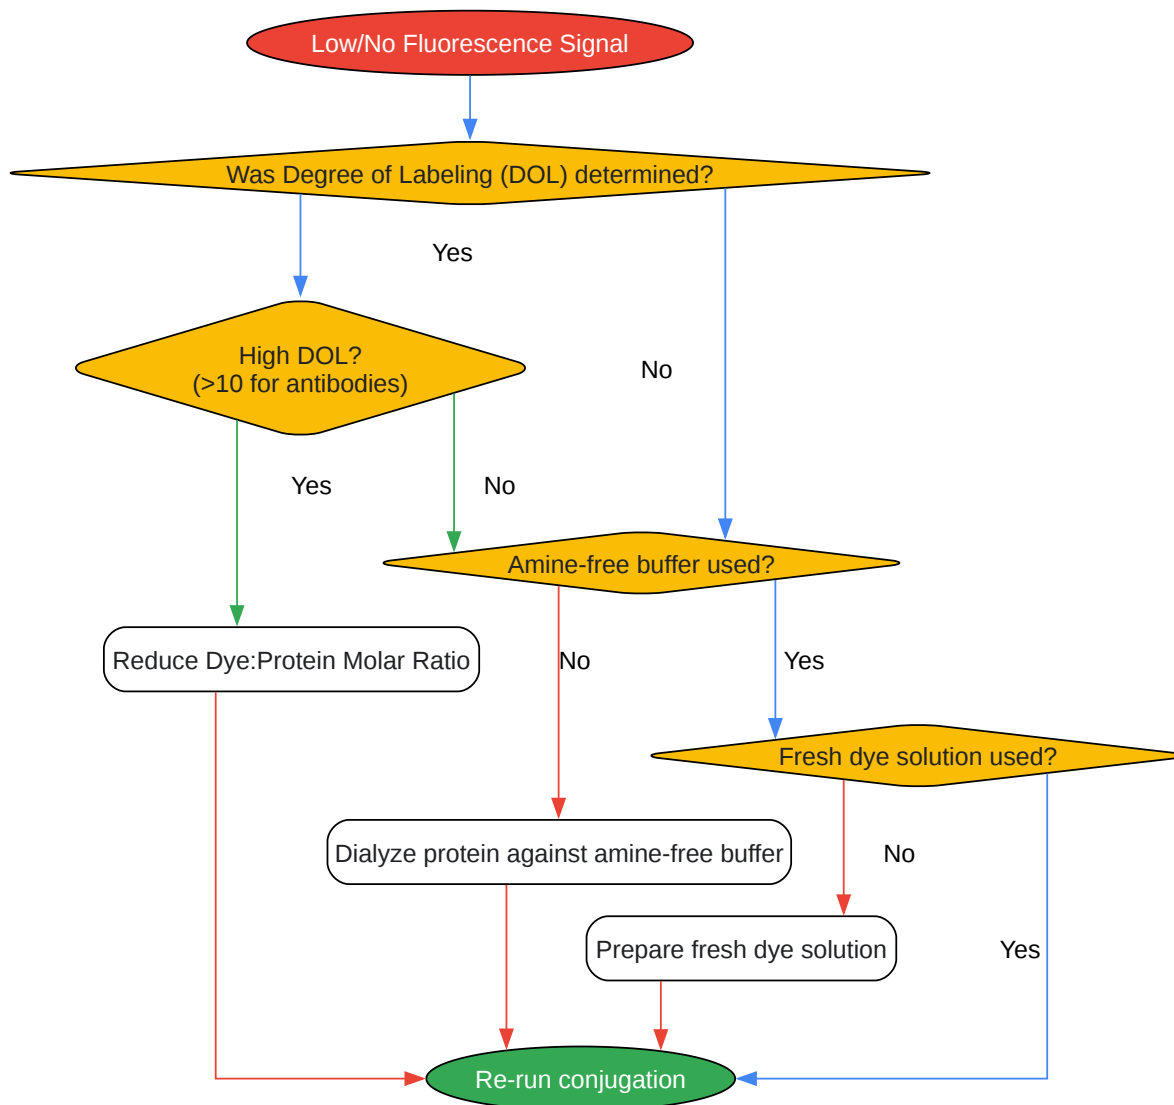 Low/No Fluorescence Signal
Was Degree of Labeling (DOL) determined?
Yes
High DOL?
(>10 for antibodies)
No
Yes
No
Amine-free buffer used?
Reduce Dye:Protein Molar Ratio
No
Yes
Fresh dye solution used?
Dialyze protein against amine-free buffer
No
Prepare fresh dye solution
Yes
Re-run conjugation